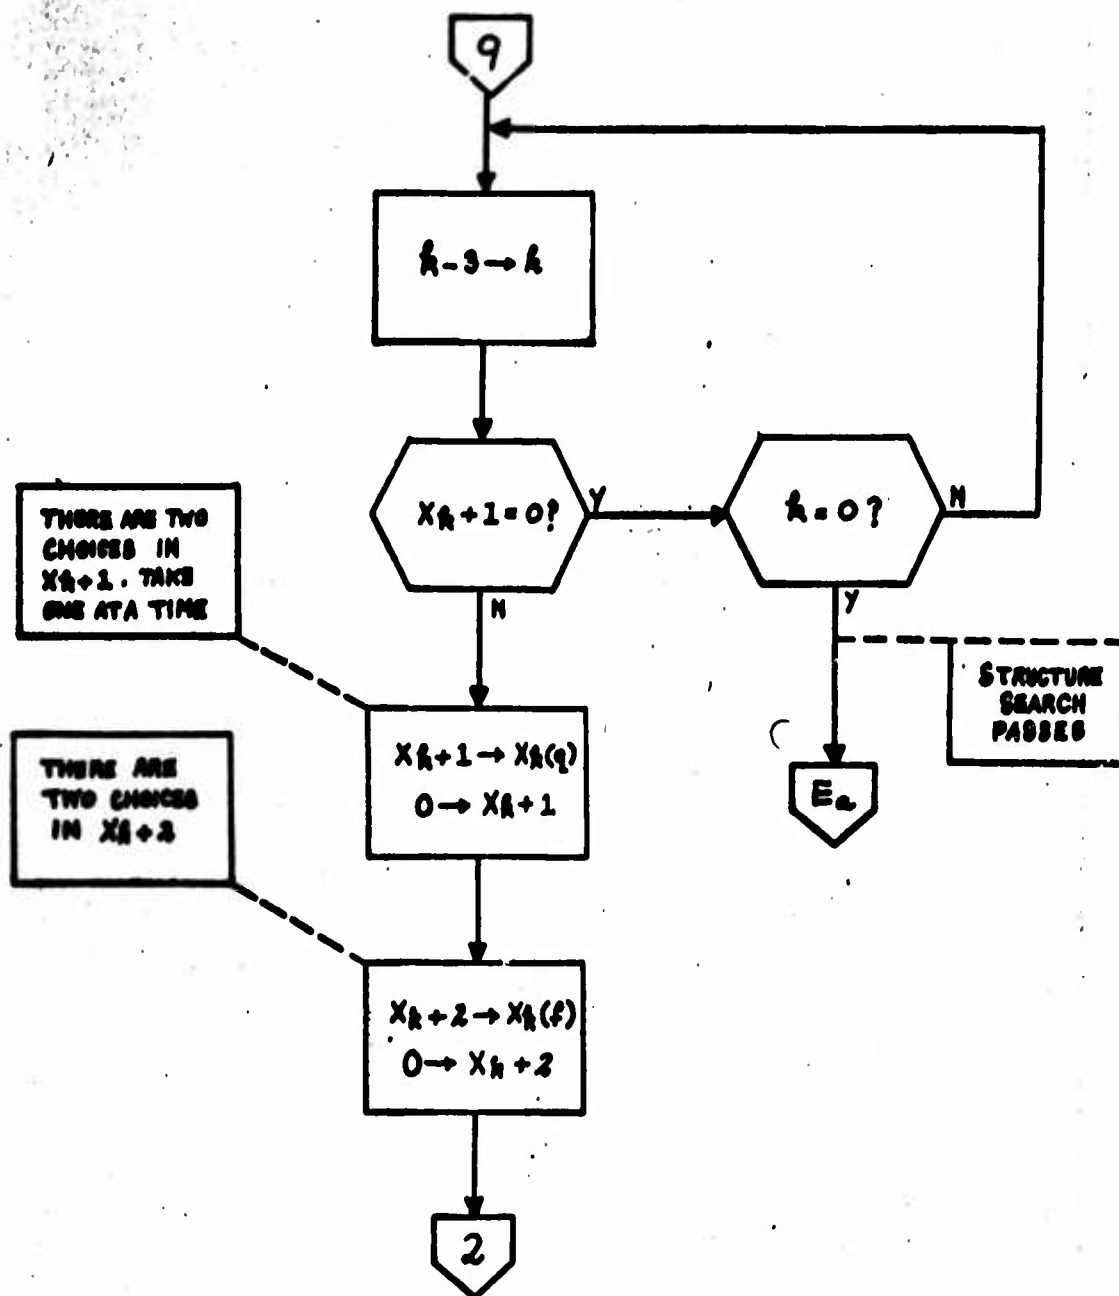 9
k-3→k
Xk+1=0?
Y
k=0?
N
THERE ARE TWO
CHOICES IN
Xk+1. TAKE
ONE AT A TIME
N
Y
STRUCTURE
SEARCH
PASSES
Xk+1→Xk(q)
0→Xk+1
Ea
THERE ARE
TWO CHOICES
IN Xk+2
Xk+2→Xk(f)
0→Xk+2
2